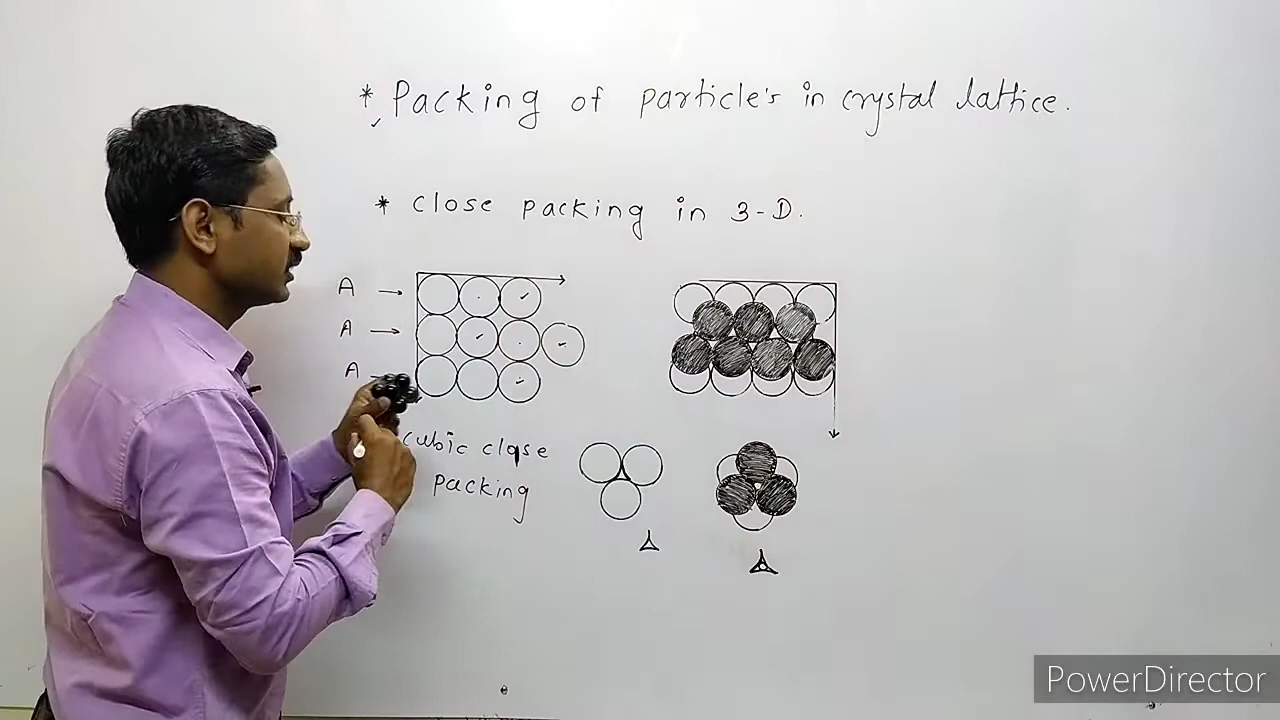 * Packing of particle's in crystal lattice.
* close packing in 3-D.
A →
A →
A
cubic close
packing
PowerDirector